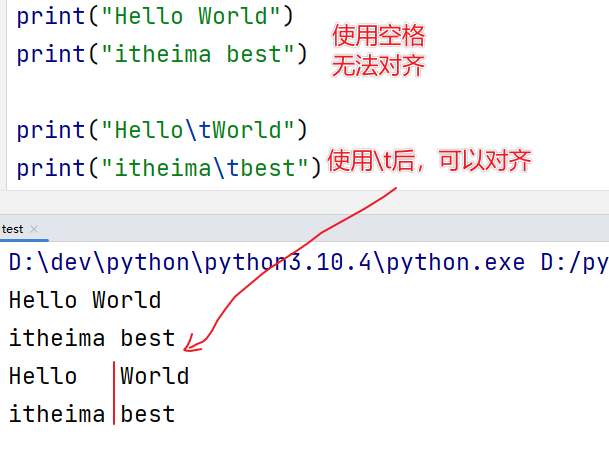 print("Hello World")
print("itheima best")
使用空格
无法对齐
print("Hello\tWorld")
print("itheima\tbest")
使用\t后，可以对齐
test ×
D:\dev\python\python3.10.4\python.exe D:/py
Hello World
itheima best
Hello   World
itheima best